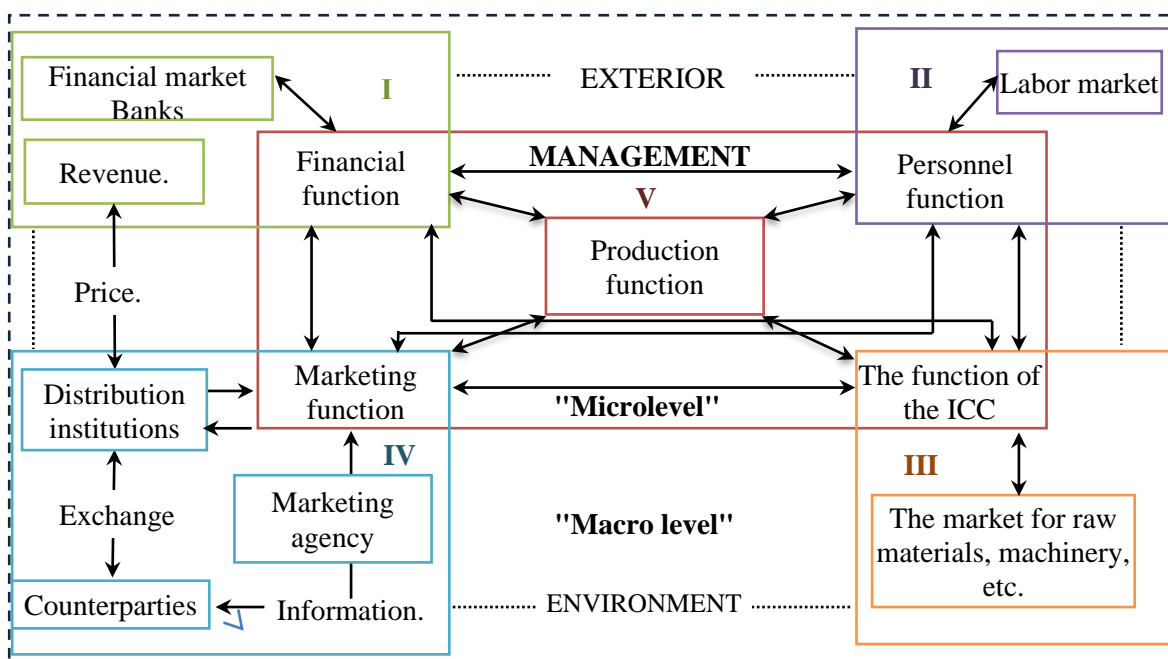 Financial market
Banks
I
EXTERIOR
II
Labor market
Revenue.
Financial
function
MANAGEMENT
V
Personnel
function
Production
function
Price.
Distribution
institutions
Marketing
function
"Microlevel"
The function of
the ICC
IV
III
Exchange
Marketing
agency
"Macro level"
The market for raw
materials, machinery,
etc.
Counterparties
Information.
ENVIRONMENT